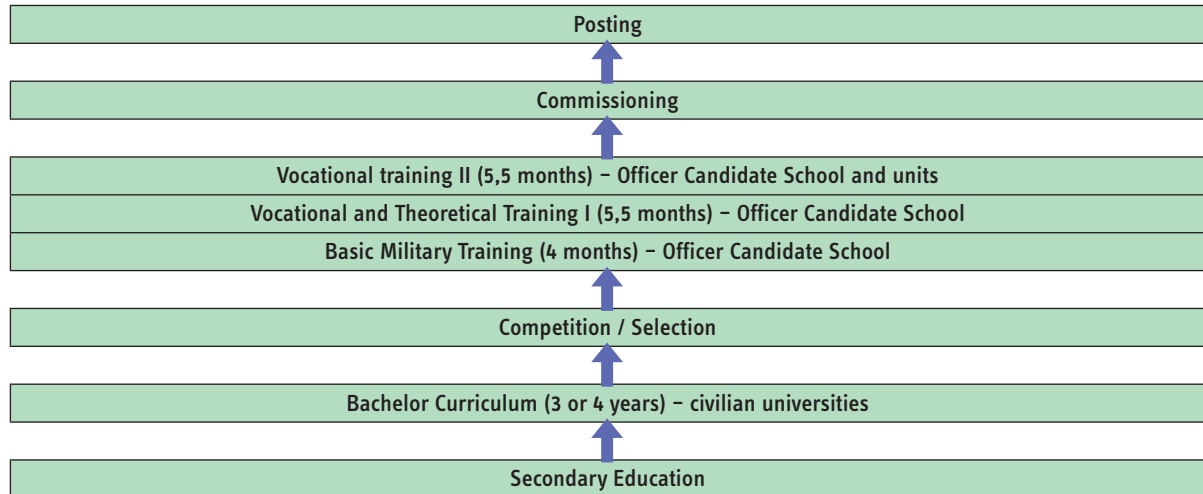 Posting
Commissioning
Vocational training II (5,5 months) – Officer Candidate School and units
Vocational and Theoretical Training I (5,5 months) – Officer Candidate School
Basic Military Training (4 months) – Officer Candidate School
Competition / Selection
Bachelor Curriculum (3 or 4 years) – civilian universities
Secondary Education